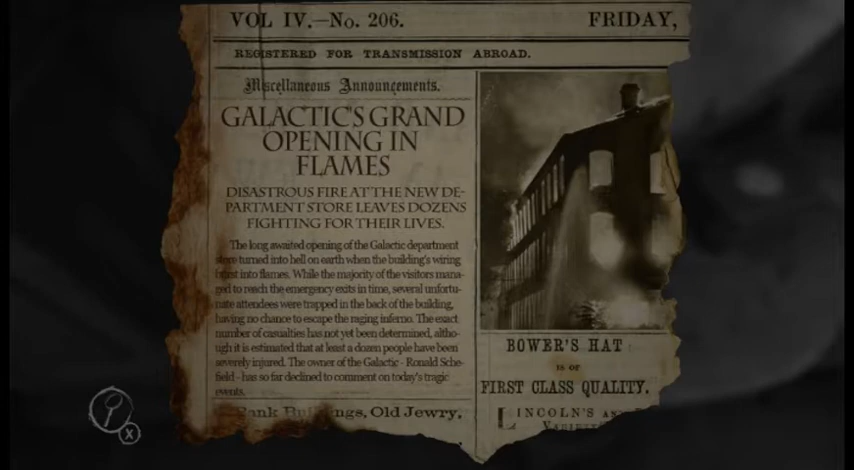 VOL IV.—No. 206.
FRIDAY,
REGISTERED FOR TRANSMISSION ABROAD.
Miscellaneous Announcements.
GALACTIC'S GRAND
OPENING IN
FLAMES
DISASTROUS FIRE AT THE NEW DE-
PARTMENT STORE LEAVES DOZENS
FIGHTING FOR THEIR LIVES.
The long awaited opening of the Galactic department
store turned into hell on earth when the building's wiring
burst into flames. While the majority of the visitors mana-
ged to reach the emergency exits in time, several unfortu-
nate attendees were trapped in the back of the building,
having no chance to escape the raging inferno. The exact
number of casualties has not yet been determined, altho-
ugh it is estimated that at least a dozen people have been
severely injured. The owner of the Galactic - Ronald Sche-
field - has so far declined to comment on today's tragic
events.
Old Jewry,
BOWER'S HAT
IS OF
FIRST CLASS QUALITY.
LINCOLN'S
X